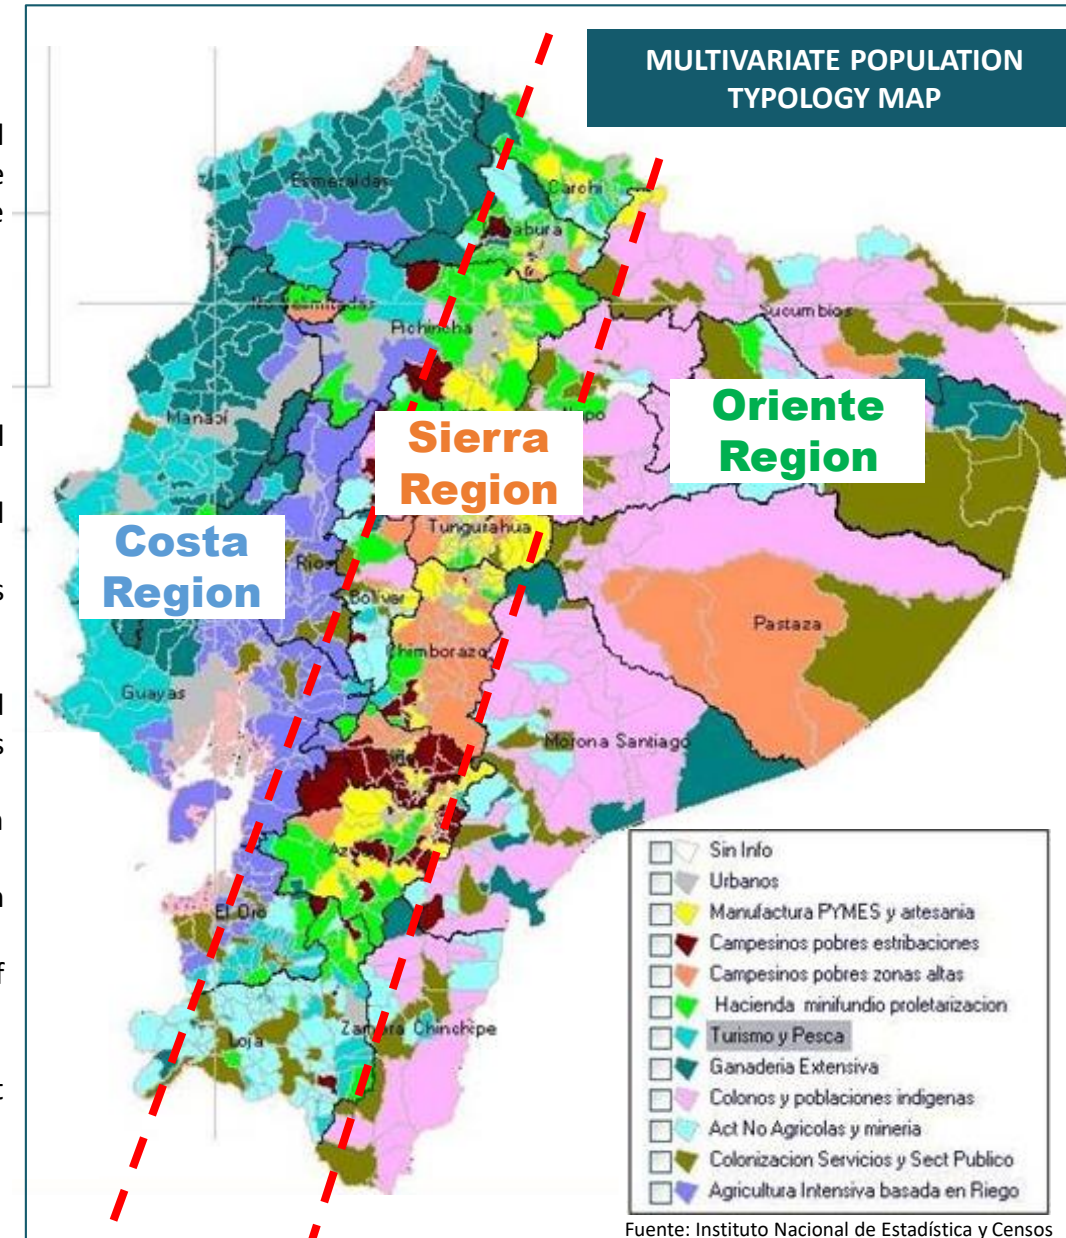 MULTIVARIATE POPULATION
TYPOLOGY MAP
Esmeraldas
Carchi
Pichincha
Sucumbios
Manabi
Sierra
Region
Oriente
Region
Costa
Region
Tungurahua
Rios
Bolivar
Chimborazo
Pastaza
Guayas
Morona Santiago
El Oro
Loja
Zamora Chinchipe
Sin Info
Urbanos
Manufactura PYMES y artesania
Campesinos pobres estribaciones
Campesinos pobres zonas altas
Hacienda minifundio proletarizacion
Turismo y Pesca
Ganaderia Extensiva
Colonos y poblaciones indigenas
Act No Agricolas y mineria
Colonizacion Servicios y Sect Publico
Agricultura Intensiva basada en Riego
Fuente: Instituto Nacional de Estadística y Censos